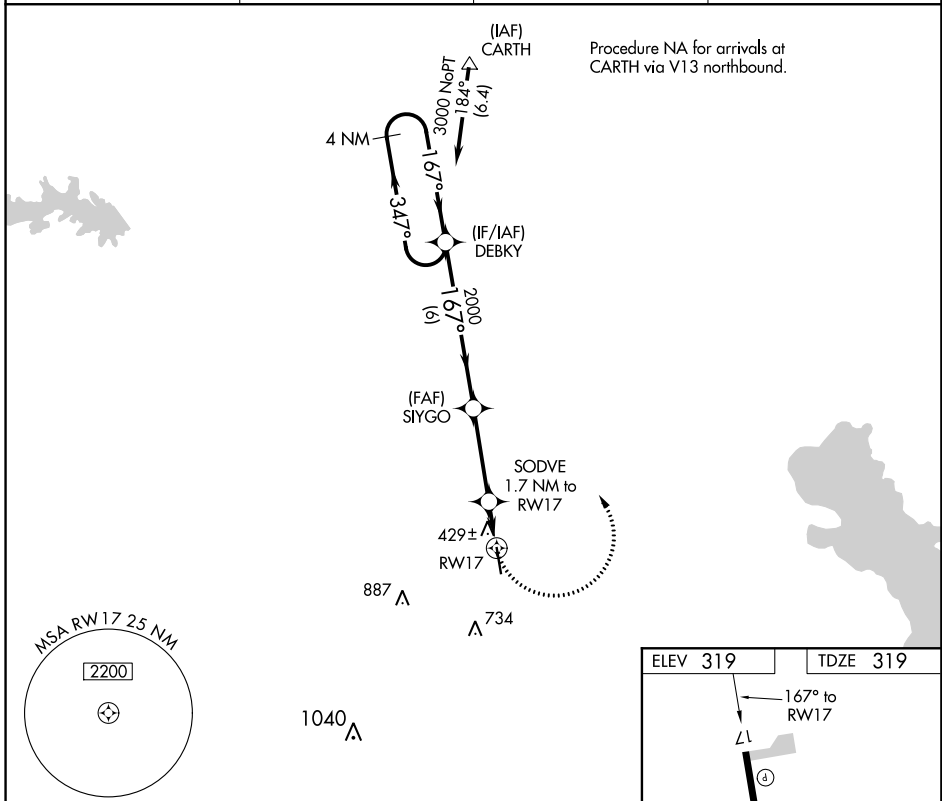 (IAF)
CARTH
Procedure NA for arrivals at
CARTH via V13 northbound.
3000 NoPT
184°
(6.4)
4 NM
167°
347°
(IF/IAF)
DEBKY
2000
167°
(6)
(FAF)
SIYGO
SODVE
1.7 NM to
RW17
429±
RW17
887
734
MSA RW17 25 NM
2200
1040
ELEV 319
TDZE 319
167° to
RW17
17
P